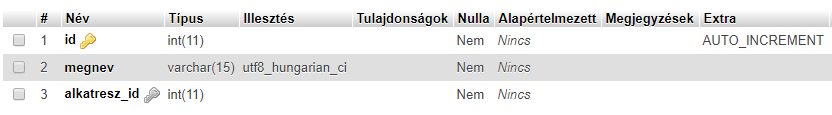 # Név Típus Illesztés Tulajdonságok Nulla Alapértelmezett Megjegyzések Extra
1 id int(11) Nem Nincs AUTO_INCREMENT
2 megnev varchar(15) utf8_hungarian_ci Nem Nincs
3 alkatresz_id int(11) Nem Nincs